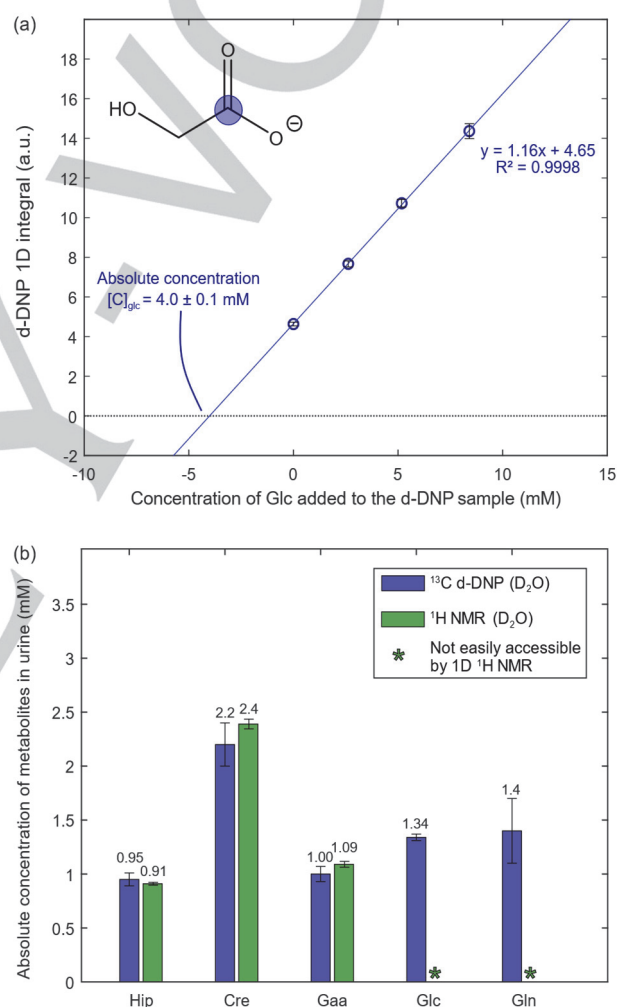 (a)
18
16
14
12
10
8
6
4
2
0
-2
-10
-5
0
5
10
15
d-DNP 1D integral (a.u.)
Concentration of Glc added to the d-DNP sample (mM)
O
HO
O
⊖
y = 1.16x + 4.65
R² = 0.9998
Absolute concentration
[C]glc = 4.0 ± 0.1 mM
(b)
3.5
3
2.5
2
1.5
1
0.5
0
Absolute concentration of metabolites in urine (mM)
¹³C d-DNP (D₂O)
¹H NMR (D₂O)
* Not easily accessible
by 1D ¹H NMR
0.95
0.91
2.2
2.4
1.00
1.09
1.34
*
1.4
*
Hip
Cre
Gaa
Glc
Gln